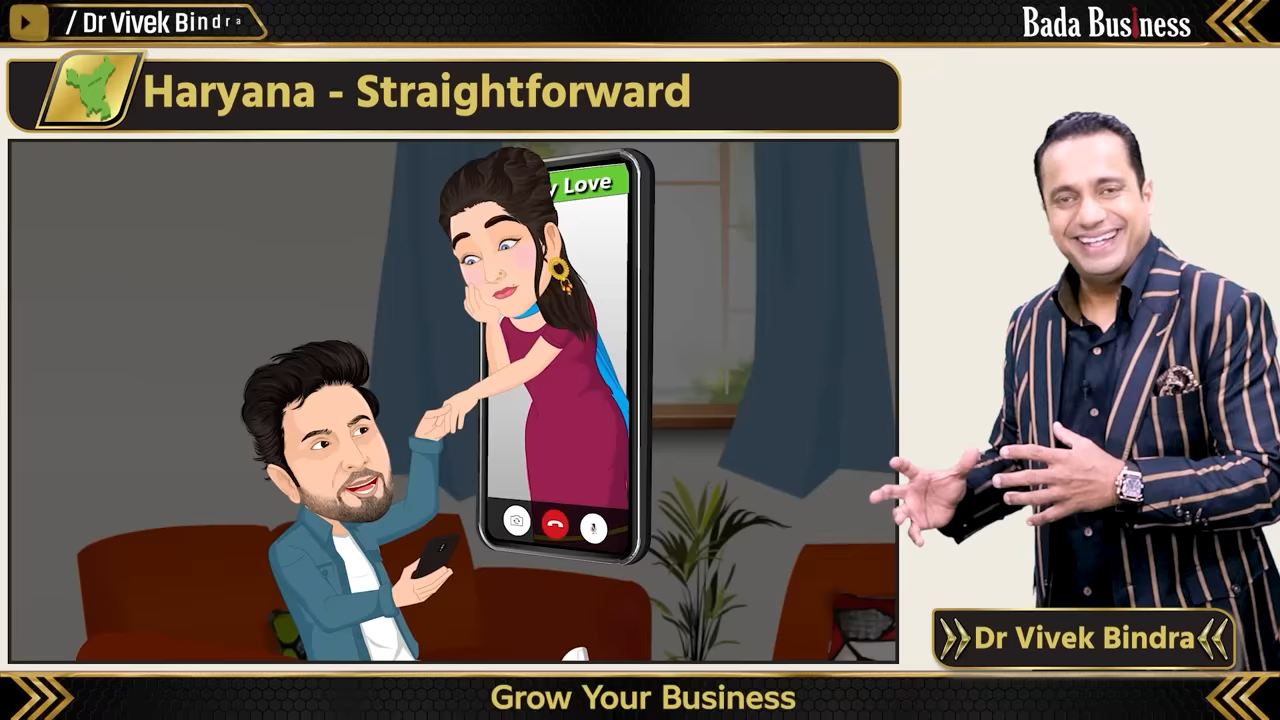 / Dr Vivek Bindra
Bada Business
Haryana - Straightforward
y Love
Dr Vivek Bindra
Grow Your Business